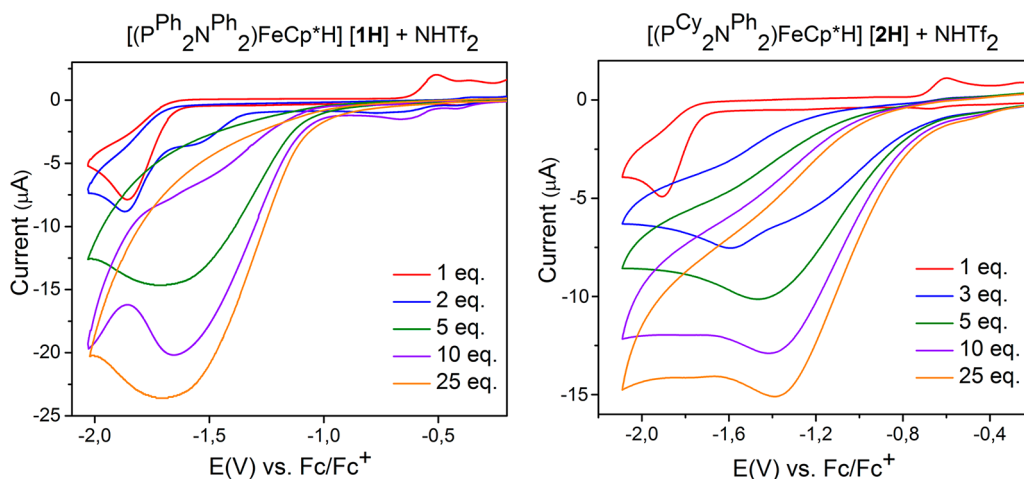 [(P^Ph_2N^Ph_2)FeCp*H] [1H] + NHTf_2
0
-5
-10
-15
-20
-25
Current (μA)
1 eq.
2 eq.
5 eq.
10 eq.
25 eq.
-2,0 -1,5 -1,0 -0,5
E(V) vs. Fc/Fc^+
[(P^Cy_2N^Ph_2)FeCp*H] [2H] + NHTf_2
0
-5
-10
-15
Current (μA)
1 eq.
3 eq.
5 eq.
10 eq.
25 eq.
-2,0 -1,6 -1,2 -0,8 -0,4
E(V) vs. Fc/Fc^+